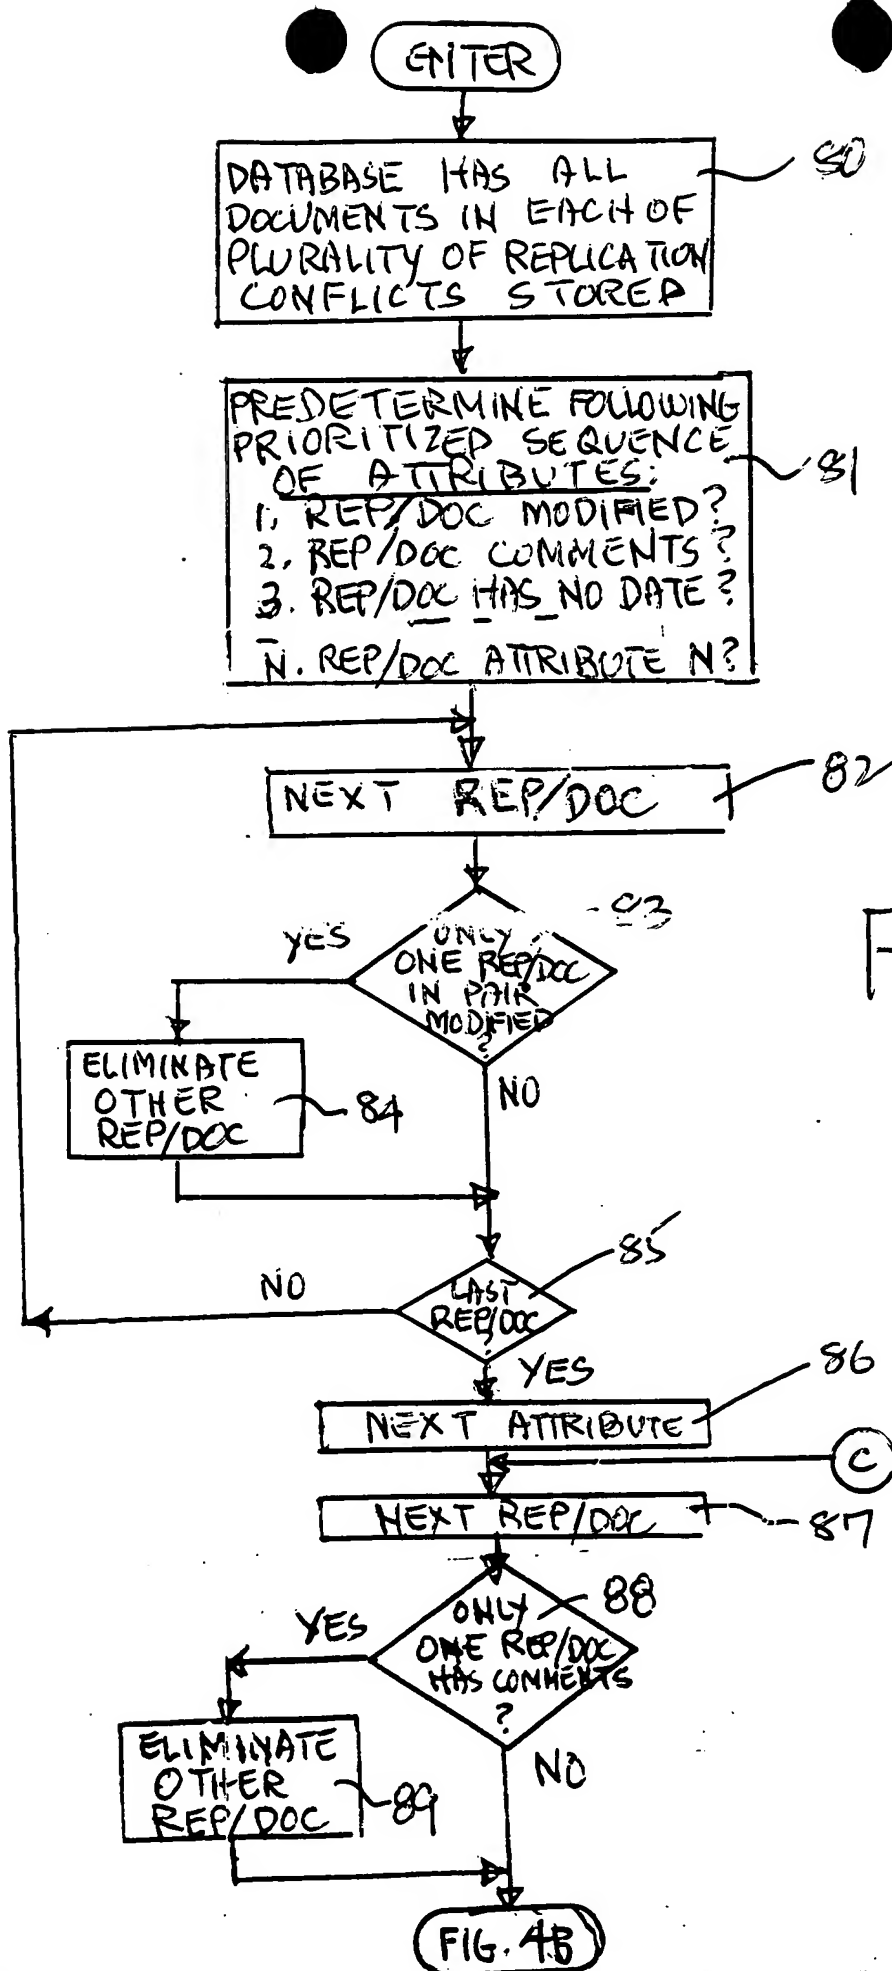 ENTER
DATABASE HAS ALL
DOCUMENTS IN EACH OF
PLURALITY OF REPLICATION
CONFLICTS STORED
80
PREDETERMINE FOLLOWING
PRIORITIZED SEQUENCE
OF ATTRIBUTES:
1. REP/DOC MODIFIED?
2. REP/DOC COMMENTS?
3. REP/DOC HAS NO DATE?
N. REP/DOC ATTRIBUTE N?
81
NEXT REP/DOC
82
ONLY
ONE REP/DOC
IN PAIR
MODIFIED
?
83
YES
NO
ELIMINATE
OTHER
REP/DOC
84
LAST
REP/DOC
?
85
NO
YES
NEXT ATTRIBUTE
86
C
NEXT REP/DOC
87
ONLY
ONE REP/DOC
HAS COMMENTS
?
88
YES
NO
ELIMINATE
OTHER
REP/DOC
89
FIG. 4B